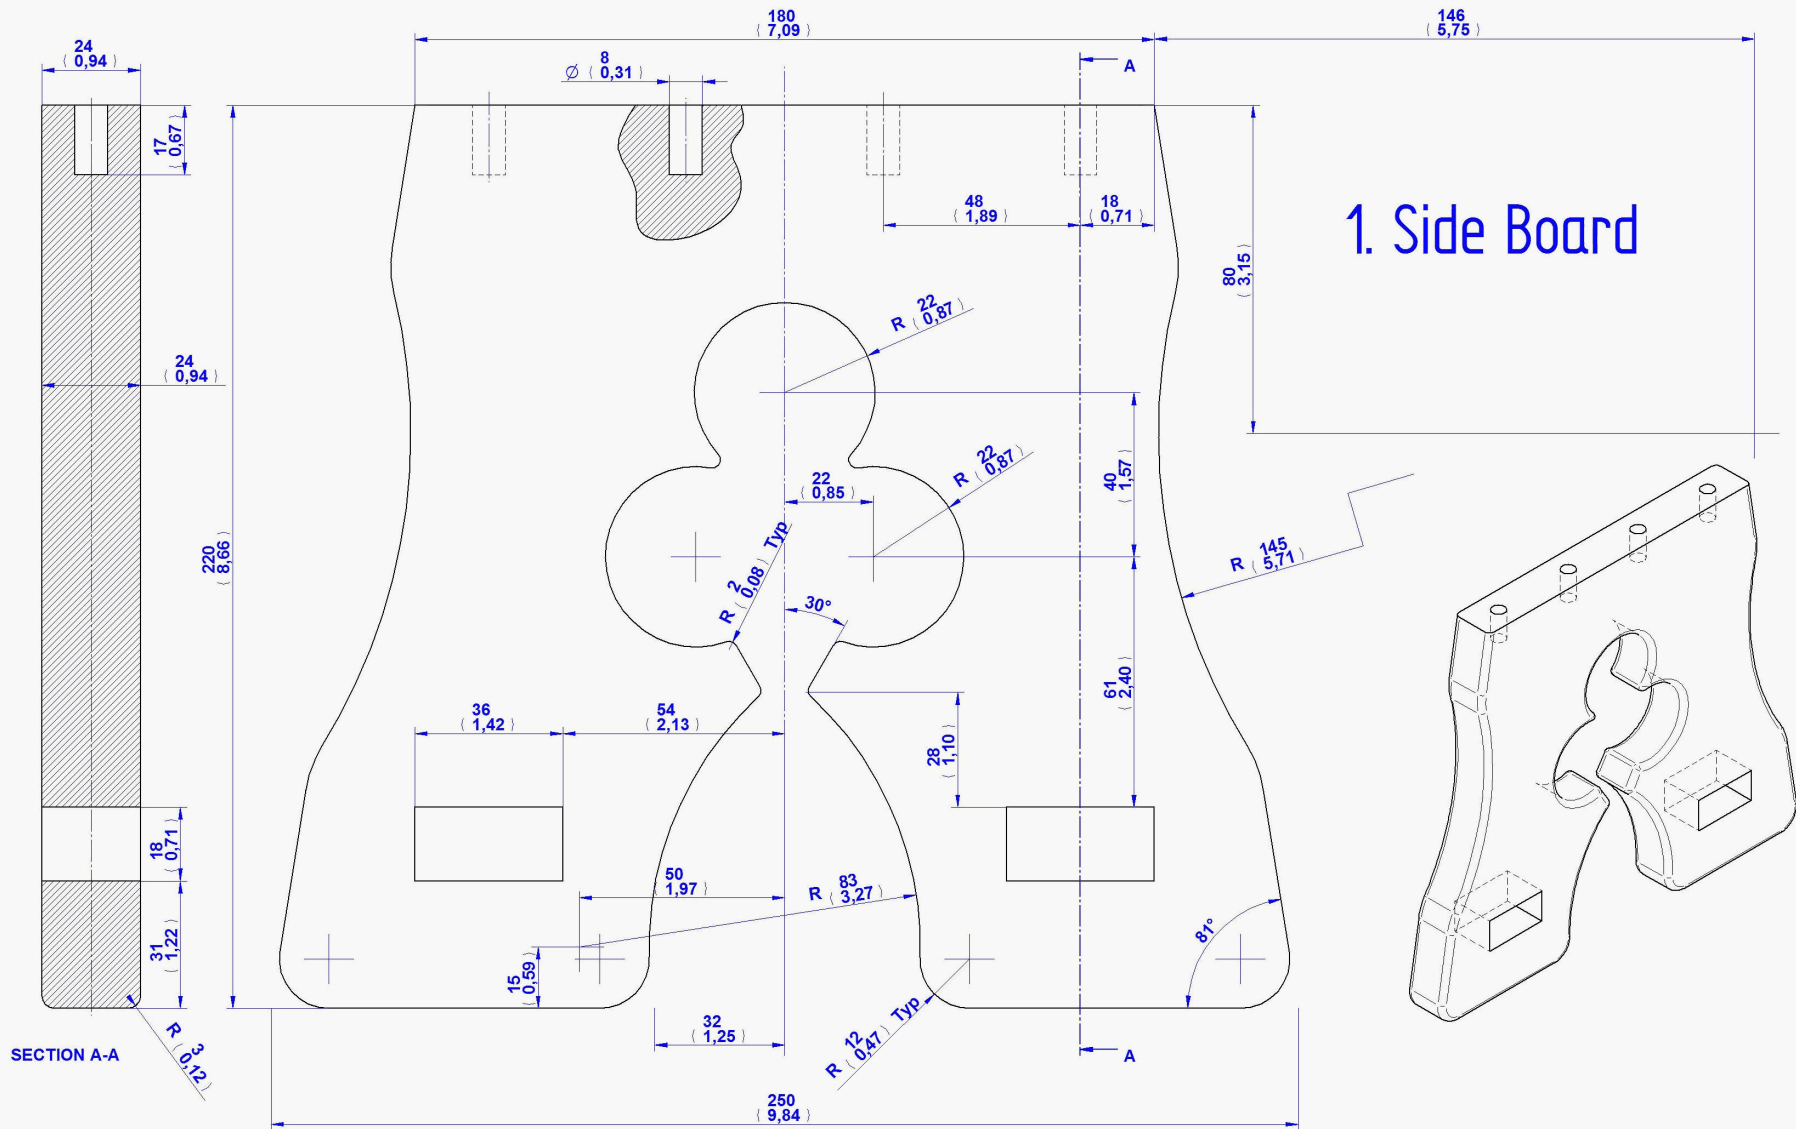 180
( 7,09 )
146
( 5,75 )
24
( 0,94 )
8
Ø ( 0,31 )
A
17
( 0,67 )
48
( 1,89 )
18
( 0,71 )
1. Side Board
80
( 3,15 )
22
R ( 0,87 )
24
( 0,94 )
40
( 1,57 )
22
R ( 0,87 )
22
( 0,85 )
220
( 8,66 )
145
R ( 5,71 )
2
R ( 0,08 ) Typ
30°
61
( 2,40 )
36
( 1,42 )
54
( 2,13 )
28
( 1,10 )
18
( 0,71 )
50
( 1,97 )
83
R ( 3,27 )
81°
31
( 1,22 )
15
( 0,59 )
32
( 1,25 )
12
R ( 0,47 ) Typ
3
R ( 0,12 )
SECTION A-A
A
250
( 9,84 )